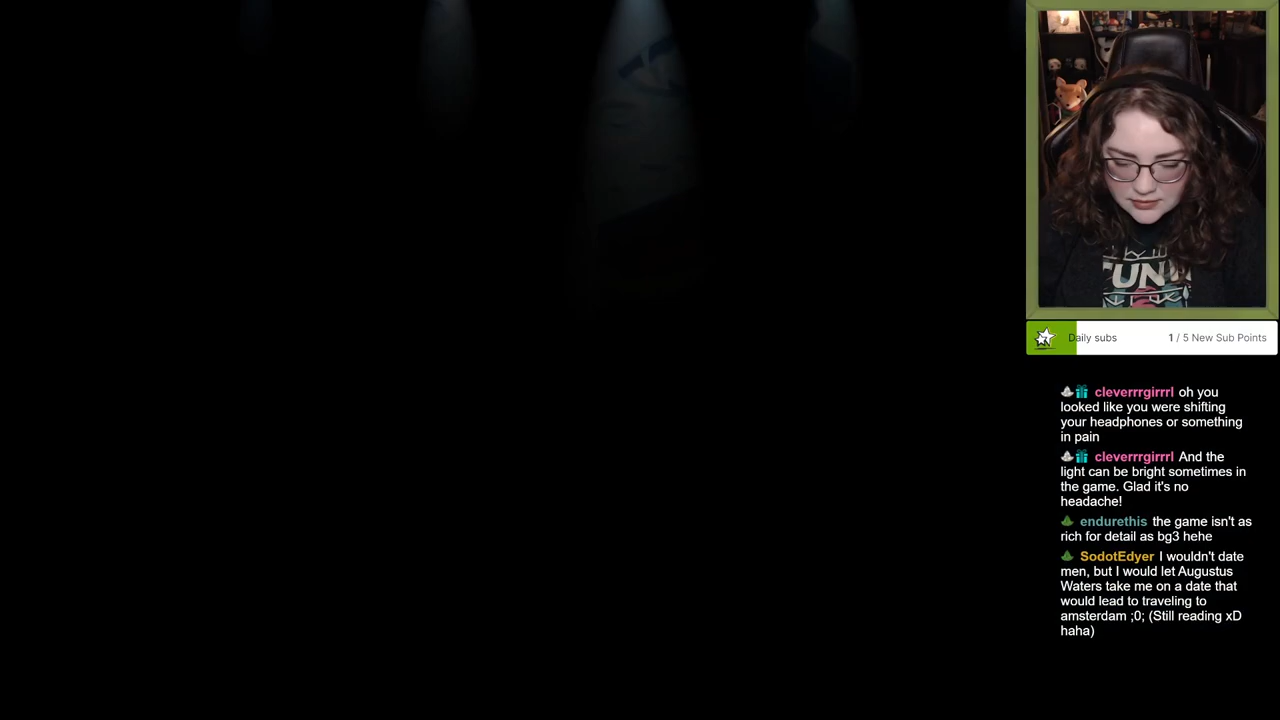 UN
Daily subs
1 / 5 New Sub Points
cleverrrgirrrl oh you
looked like you were shifting
your headphones or something
in pain
cleverrrgirrrl And the
light can be bright sometimes in
the game. Glad it's no
headache!
endurethis the game isn't as
rich for detail as bg3 hehe
SodotEdyer I wouldn't date
men, but I would let Augustus
Waters take me on a date that
would lead to traveling to
amsterdam ;0; (Still reading xD
haha)